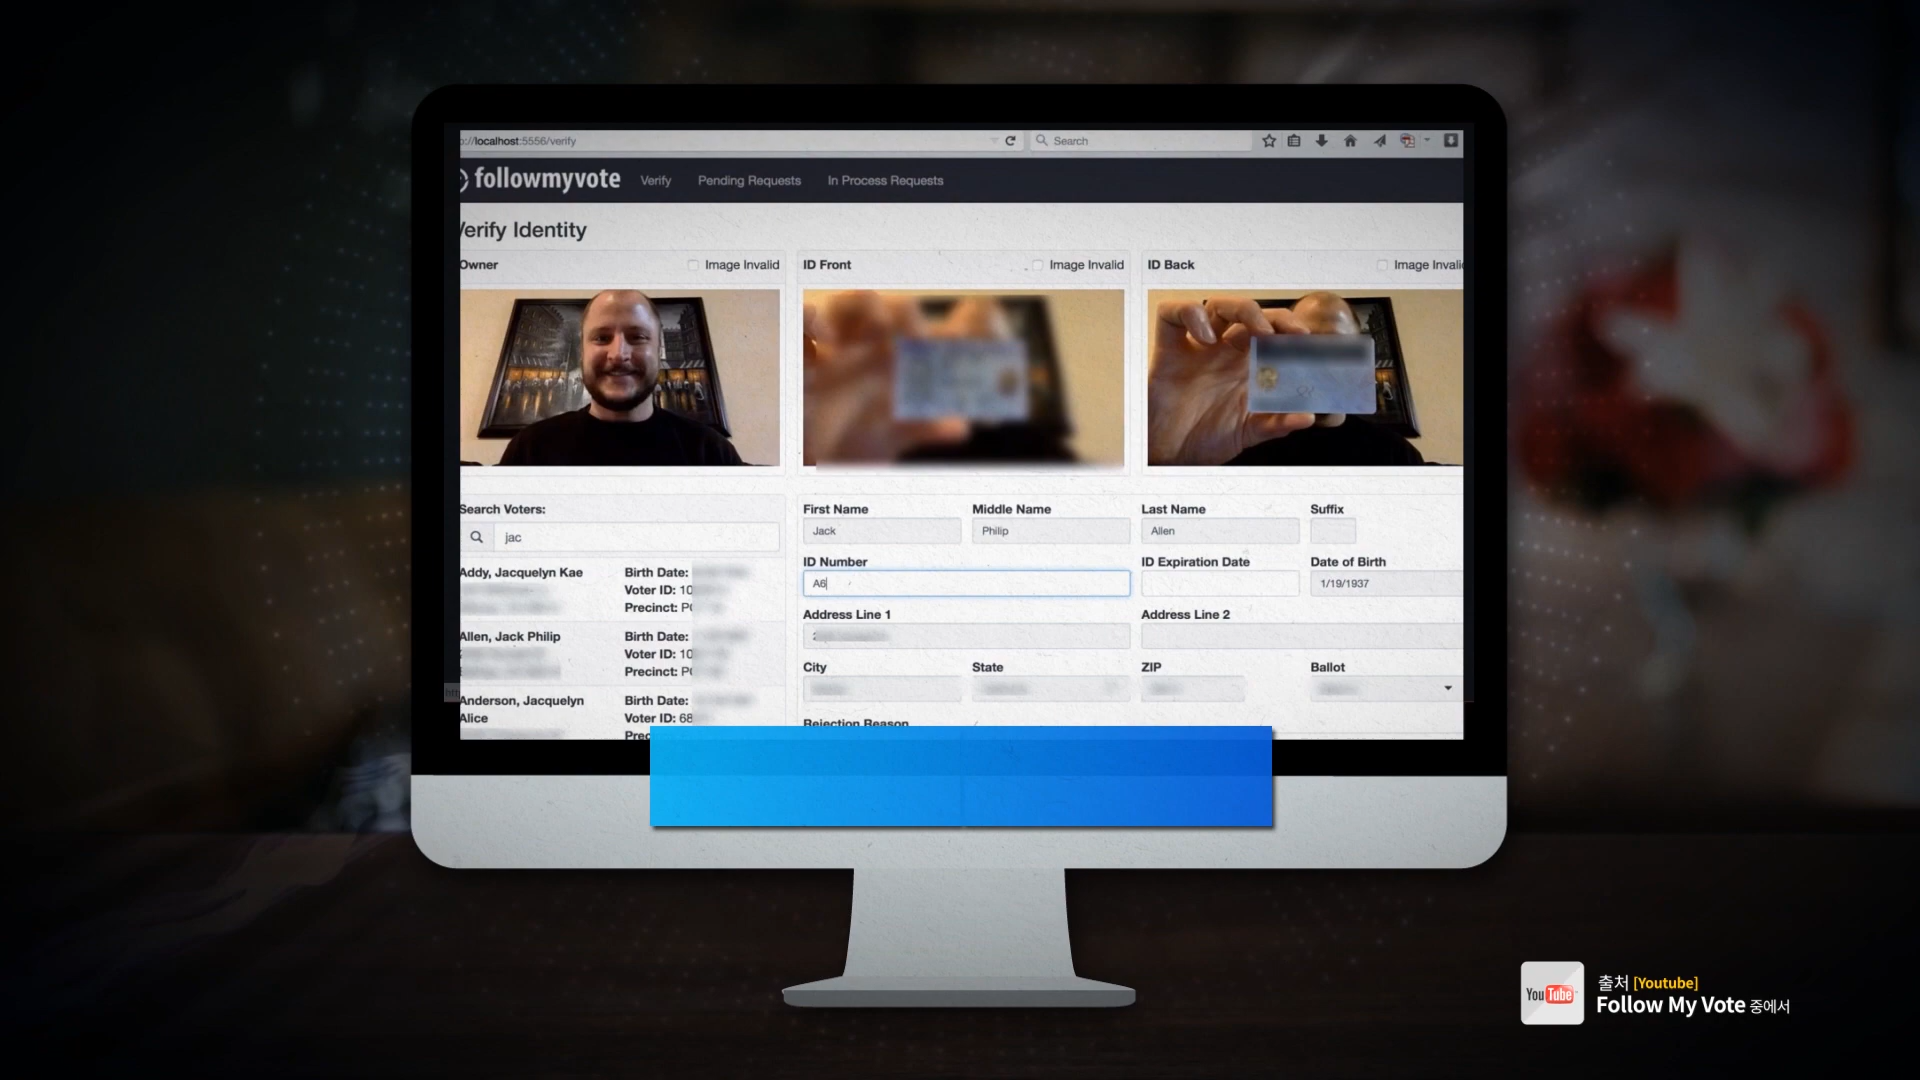 ://localhost:5556/verify
Search
followmyvote Verify Pending Requests In Process Requests
Verify Identity
Owner Image Invalid ID Front Image Invalid ID Back Image Invalid
Search Voters:
jac
Addy, Jacquelyn Kae Birth Date:
Voter ID: 10
Precinct: P
Allen, Jack Philip Birth Date:
Voter ID: 10
Precinct: P
Anderson, Jacquelyn Alice Birth Date:
Voter ID: 68
Prec
First Name Middle Name Last Name Suffix
Jack Philip Allen
ID Number ID Expiration Date Date of Birth
A6 1/19/1937
Address Line 1 Address Line 2
City State ZIP Ballot
Rejection Reason
YouTube
출처 [Youtube]
Follow My Vote 중에서